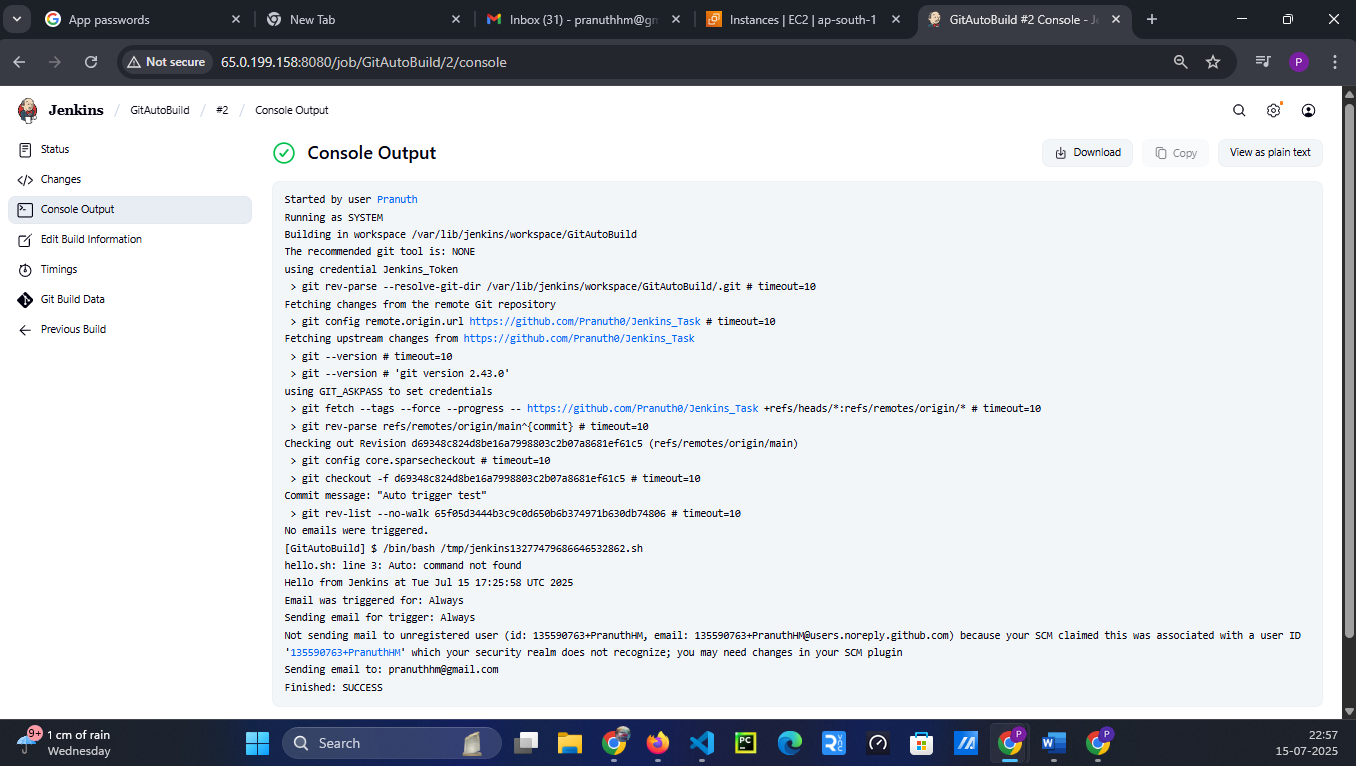 App passwords
New Tab
Inbox (31) - pranuthhm@gm
Instances | EC2 | ap-south-1
GitAutoBuild #2 Console - Je
Not secure
65.0.199.158:8080/job/GitAutoBuild/2/console
P
Jenkins / GitAutoBuild / #2 / Console Output
Status
Changes
Console Output
Edit Build Information
Timings
Git Build Data
Previous Build
Console Output
Download
Copy
View as plain text
Started by user Pranuth
Running as SYSTEM
Building in workspace /var/lib/jenkins/workspace/GitAutoBuild
The recommended git tool is: NONE
using credential Jenkins_Token
> git rev-parse --resolve-git-dir /var/lib/jenkins/workspace/GitAutoBuild/.git # timeout=10
Fetching changes from the remote Git repository
> git config remote.origin.url https://github.com/Pranuth0/Jenkins_Task # timeout=10
Fetching upstream changes from https://github.com/Pranuth0/Jenkins_Task
> git --version # timeout=10
> git --version # 'git version 2.43.0'
using GIT_ASKPASS to set credentials
> git fetch --tags --force --progress -- https://github.com/Pranuth0/Jenkins_Task +refs/heads/*:refs/remotes/origin/* # timeout=10
> git rev-parse refs/remotes/origin/main^{commit} # timeout=10
Checking out Revision d69348c824d8be16a7998803c2b07a8681ef61c5 (refs/remotes/origin/main)
> git config core.sparsecheckout # timeout=10
> git checkout -f d69348c824d8be16a7998803c2b07a8681ef61c5 # timeout=10
Commit message: "Auto trigger test"
> git rev-list --no-walk 65f05d3444b3c9c0d650b6b374971b630db74806 # timeout=10
No emails were triggered.
[GitAutoBuild] $ /bin/bash /tmp/jenkins13277479686646532862.sh
hello.sh: line 3: Auto: command not found
Hello from Jenkins at Tue Jul 15 17:25:58 UTC 2025
Email was triggered for: Always
Sending email for trigger: Always
Not sending mail to unregistered user (id: 135590763+PranuthHM, email: 135590763+PranuthHM@users.noreply.github.com) because your SCM claimed this was associated with a user ID
'135590763+PranuthHM' which your security realm does not recognize; you may need changes in your SCM plugin
Sending email to: pranuthhm@gmail.com
Finished: SUCCESS
9+
1 cm of rain
Wednesday
Search
PC
P
W
P
22:57
15-07-2025